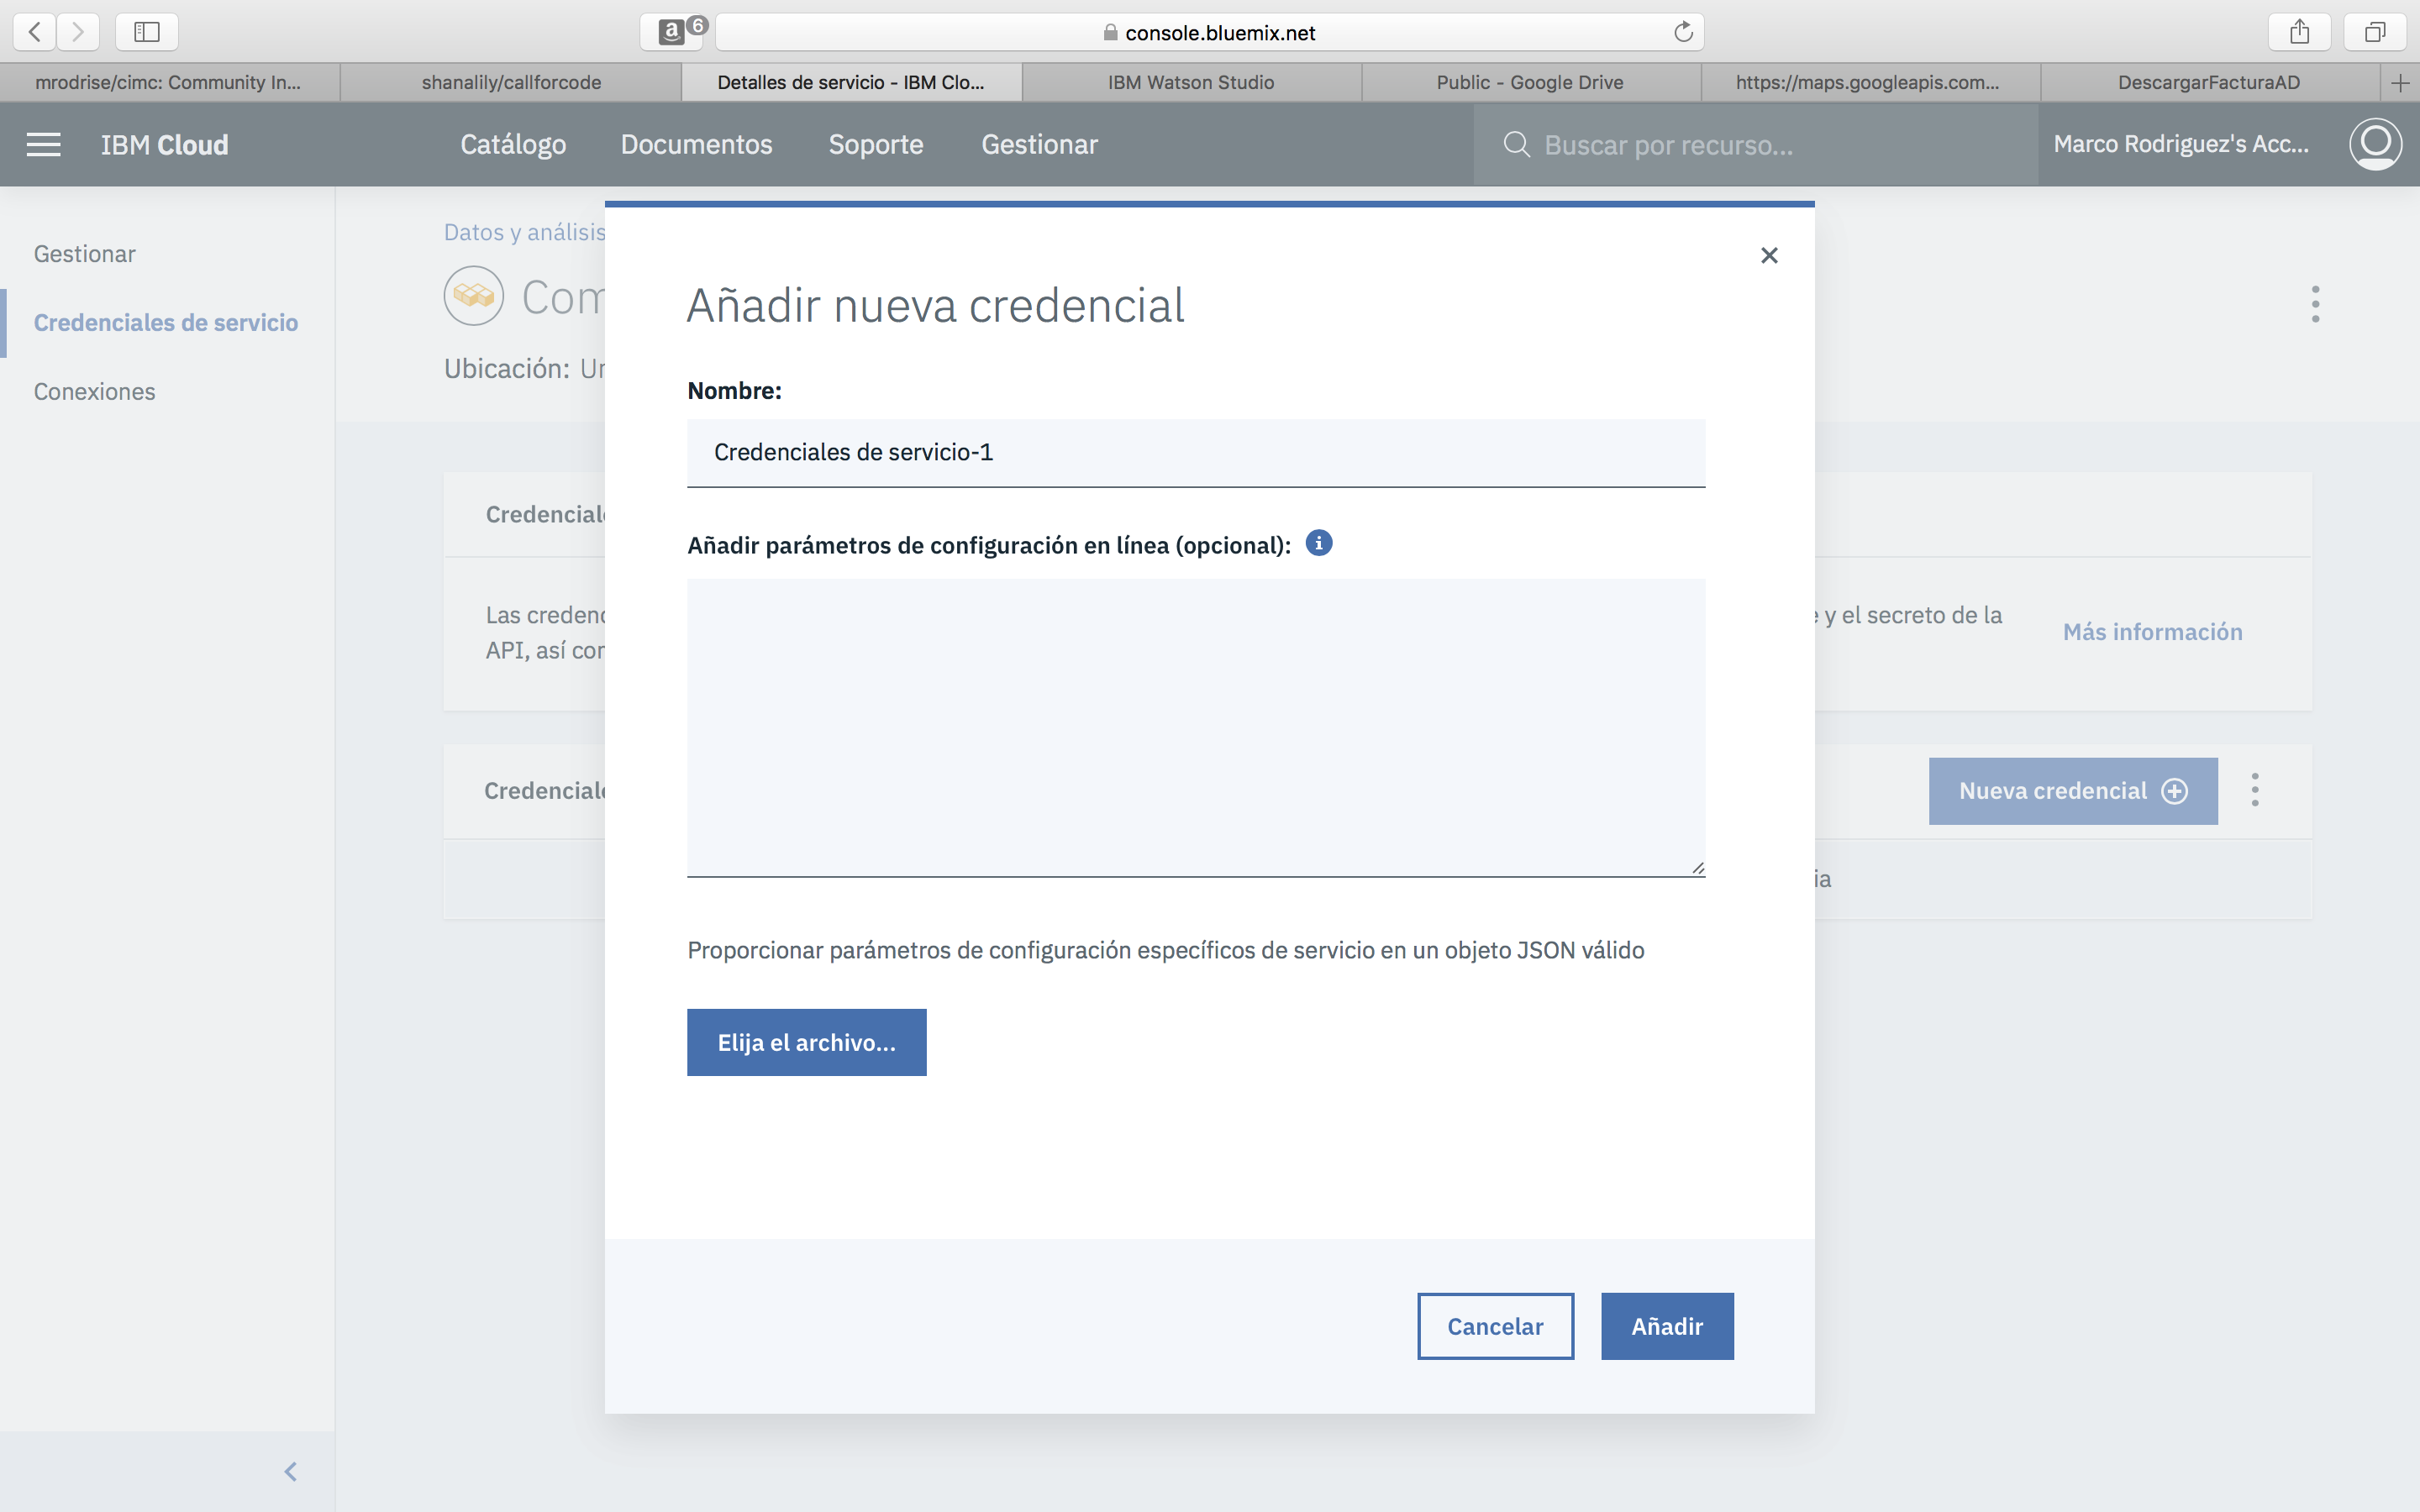 a 6
console.bluemix.net
mrodrise/cimc: Community In...
shanalily/callforcode
Detalles de servicio - IBM Clo...
IBM Watson Studio
Public - Google Drive
https://maps.googleapis.com...
DescargarFacturaAD
IBM Cloud
Catálogo
Documentos
Soporte
Gestionar
Buscar por recurso...
Marco Rodriguez's Acc...
Gestionar
Credenciales de servicio
Conexiones
Datos y análisis
Com
Ubicación:
Añadir nueva credencial
Nombre:
Credenciales de servicio-1
Añadir parámetros de configuración en línea (opcional):
Proporcionar parámetros de configuración específicos de servicio en un objeto JSON válido
Elija el archivo...
Cancelar
Añadir
Credenciale
Las credenc
API, así cor
y el secreto de la
Más información
Credenciale
Nueva credencial
ia